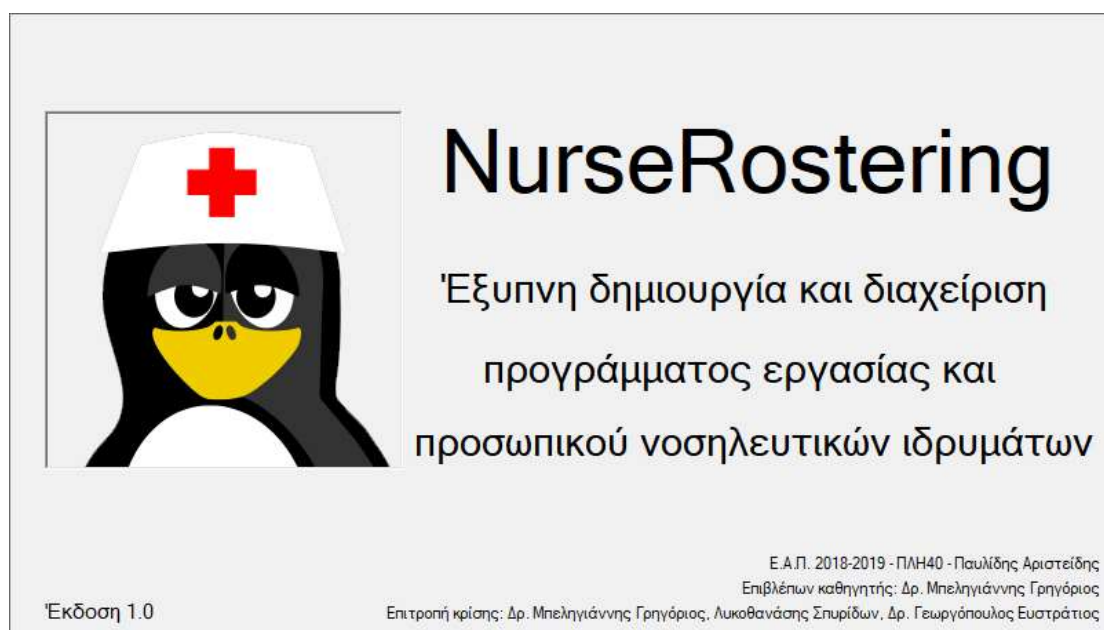 NurseRostering
Έξυπνη δημιουργία και διαχείριση
προγράμματος εργασίας και
προσωπικού νοσηλευτικών ιδρυμάτων
Ε.Α.Π. 2018-2019 - ΠΛΗ40 - Παυλίδης Αριστείδης
Επιβλέπων καθηγητής: Δρ. Μπεληγιάννης Γρηγόριος
Έκδοση 1.0
Επιτροπή κρίσης: Δρ. Μπεληγιάννης Γρηγόριος, Λυκοθανάσης Σπυρίδων, Δρ. Γεωργόπουλος Ευστράτιος